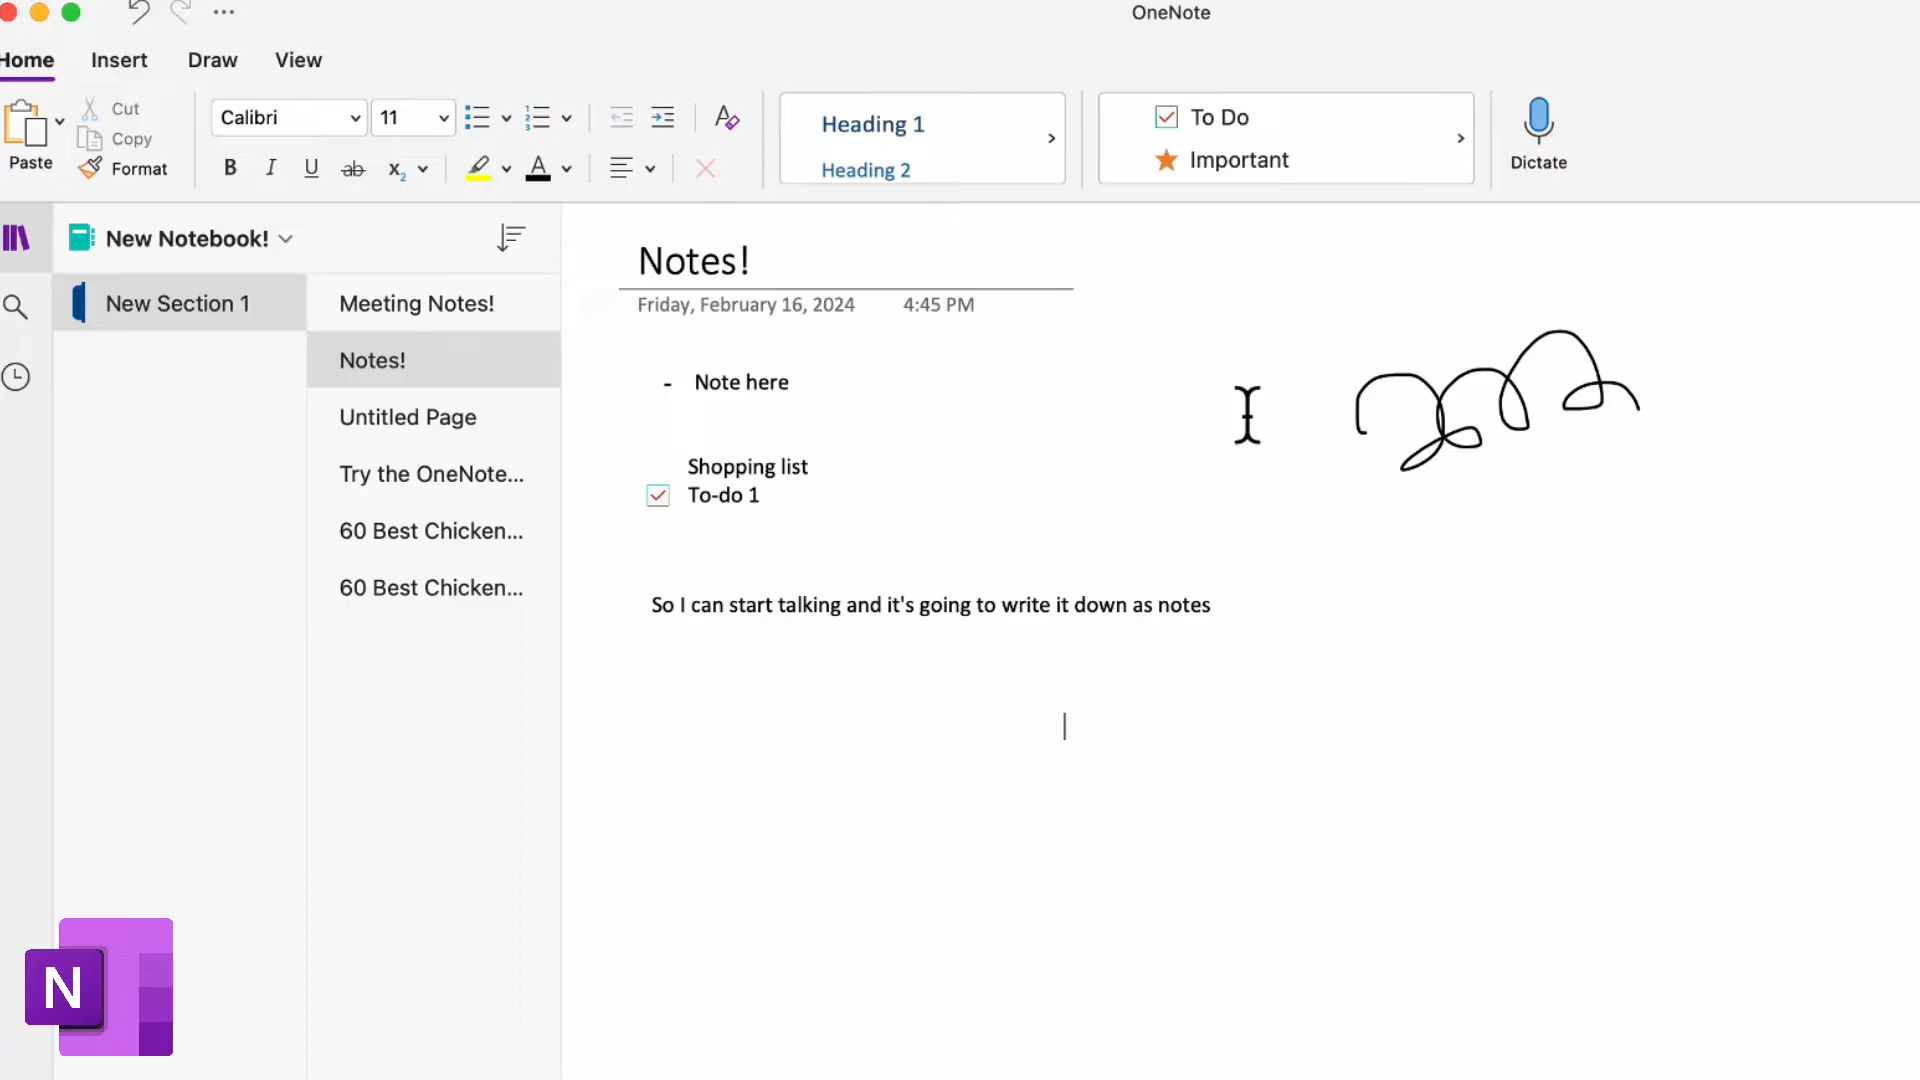 OneNote
Home Insert Draw View
Paste
Cut
Copy
Format
Calibri 11
B I U ab x2 A
Heading 1
Heading 2
To Do
Important
Dictate
New Notebook!
New Section 1
Meeting Notes!
Notes!
Untitled Page
Try the OneNote...
60 Best Chicken...
60 Best Chicken...
Notes!
Friday, February 16, 2024 4:45 PM
- Note here
Shopping list
To-do 1
So I can start talking and it's going to write it down as notes
N